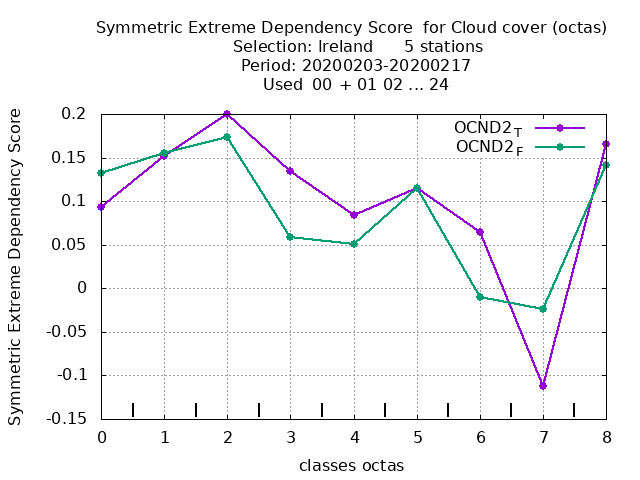 Symmetric Extreme Dependency Score  for Cloud cover (octas)
Selection: Ireland      5 stations
Period: 20200203-20200217
Used  00  + 01 02 ... 24
OCND2T
OCND2F
Symmetric Extreme Dependency Score
0.2
0.15
0.1
0.05
0
-0.05
-0.1
-0.15
0 1 2 3 4 5 6 7 8
classes octas